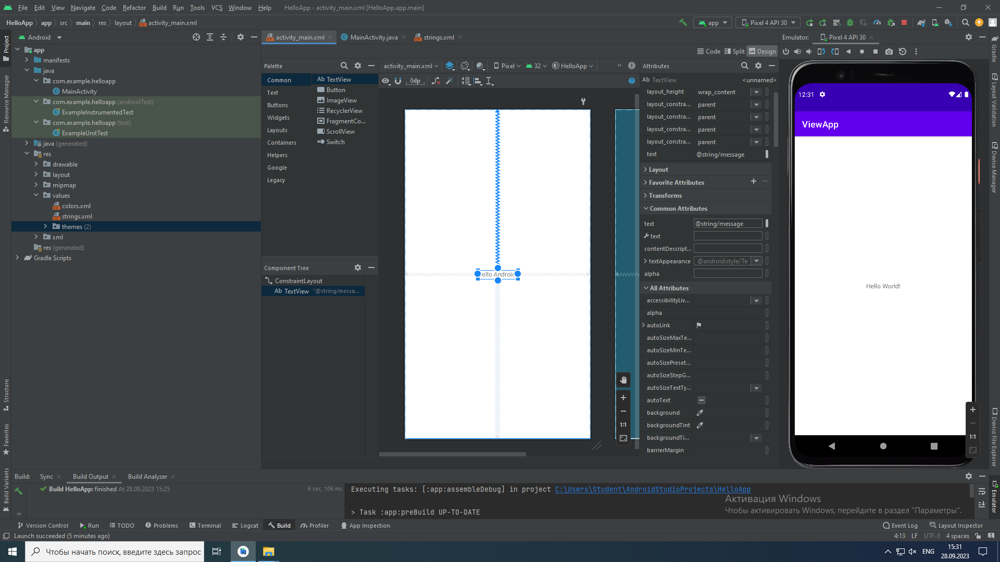 File Edit View Navigate Code Refactor Build Run Tools VCS Window Help HelloApp - activity_main.xml [HelloApp.app.main]
HelloApp app src main res layout activity_main.xml
app Pixel 4 API 30
Android
activity_main.xml MainActivity.java strings.xml
Emulator: Pixel 4 API 30
Code Split Design
Project
Resource Manager
Structure
Favorites
Build Variants
app
manifests
java
com.example.helloapp
MainActivity
com.example.helloapp (androidTest)
ExampleInstrumentedTest
com.example.helloapp (test)
ExampleUnitTest
java (generated)
res
drawable
layout
mipmap
values
colors.xml
strings.xml
themes (2)
xml
res (generated)
Gradle Scripts
Palette
Common
Text
Buttons
Widgets
Layouts
Containers
Helpers
Google
Legacy
Ab TextView
Button
ImageView
RecyclerView
FragmentCo...
ScrollView
Switch
Component Tree
ConstraintLayout
Ab TextView "@string/messa...
activity_main.xml Pixel 32 HelloApp
0dp
ello Androi
1:1
Attributes
Ab TextView <unnamed>
layout_height wrap_content
layout_constra... parent
layout_constra... parent
layout_constra... parent
layout_constra... parent
text @string/message
Layout
Favorite Attributes
Transforms
Common Attributes
text @string/message
text
contentDescript...
textAppearance @android:style/Te
alpha
All Attributes
accessibilityLiv...
alpha
autoLink
autoSizeMaxTe...
autoSizeMinTe...
autoSizePreset...
autoSizeStepG...
autoSizeTextTy...
autoText
background
backgroundTint
backgroundTi...
barrierMargin
12:31
ViewApp
Hello World!
1:1
Gradle
Layout Validation
Device Manager
Device File Explorer
Emulator
Build: Sync Build Output Build Analyzer
Build HelloApp: finished At 28.09.2023 15:25 6 sec, 106 ms
Executing tasks: [:app:assembleDebug] in project C:\Users\Student\AndroidStudioProjects\HelloApp
> Task :app:preBuild UP-TO-DATE
Активация Windows
Чтобы активировать Windows, перейдите в раздел "Параметры".
Version Control Run TODO Problems Terminal Logcat Build Profiler App Inspection Event Log Layout Inspector
Launch succeeded (5 minutes ago) 4:13 LF UTF-8 4 spaces
Чтобы начать поиск, введите здесь запрос
ENG
15:31
28.09.2023